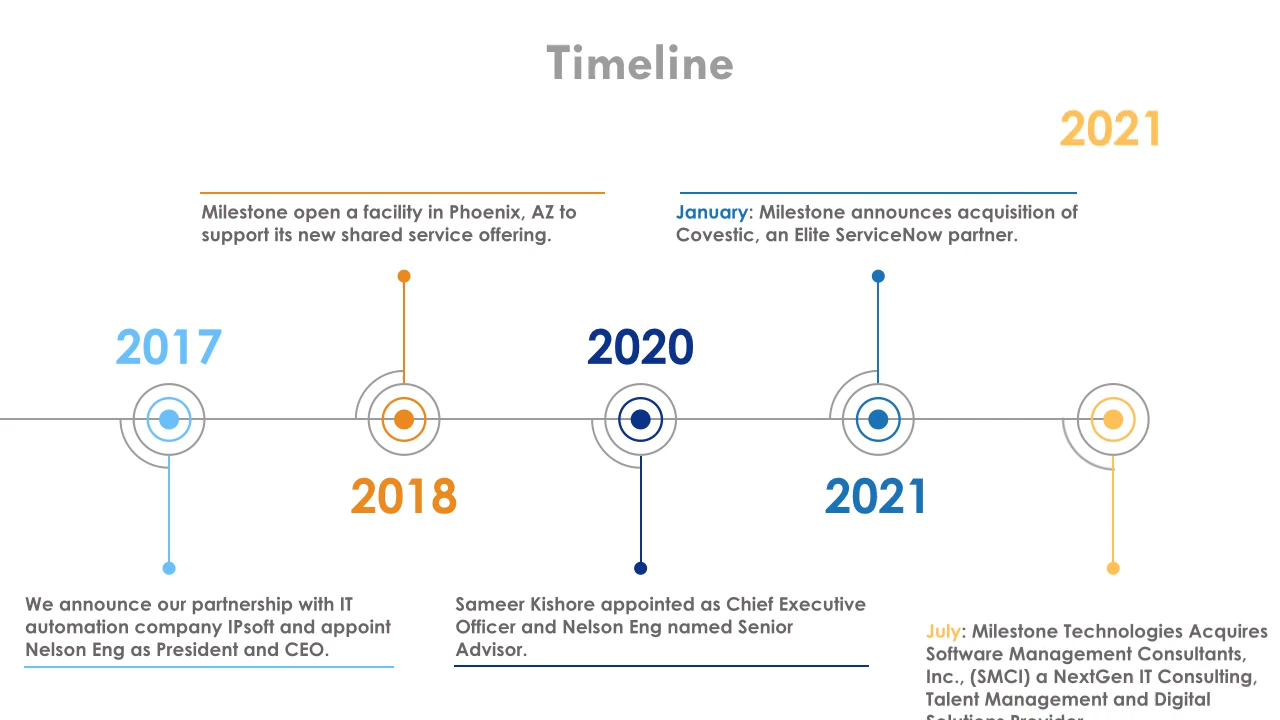 Timeline
2021
Milestone open a facility in Phoenix, AZ to
support its new shared service offering.
January: Milestone announces acquisition of
Covestic, an Elite ServiceNow partner.
2017
2020
2018
2021
We announce our partnership with IT
automation company IPsoft and appoint
Nelson Eng as President and CEO.
Sameer Kishore appointed as Chief Executive
Officer and Nelson Eng named Senior
Advisor.
July: Milestone Technologies Acquires
Software Management Consultants,
Inc., (SMCI) a NextGen IT Consulting,
Talent Management and Digital
Solutions Provider